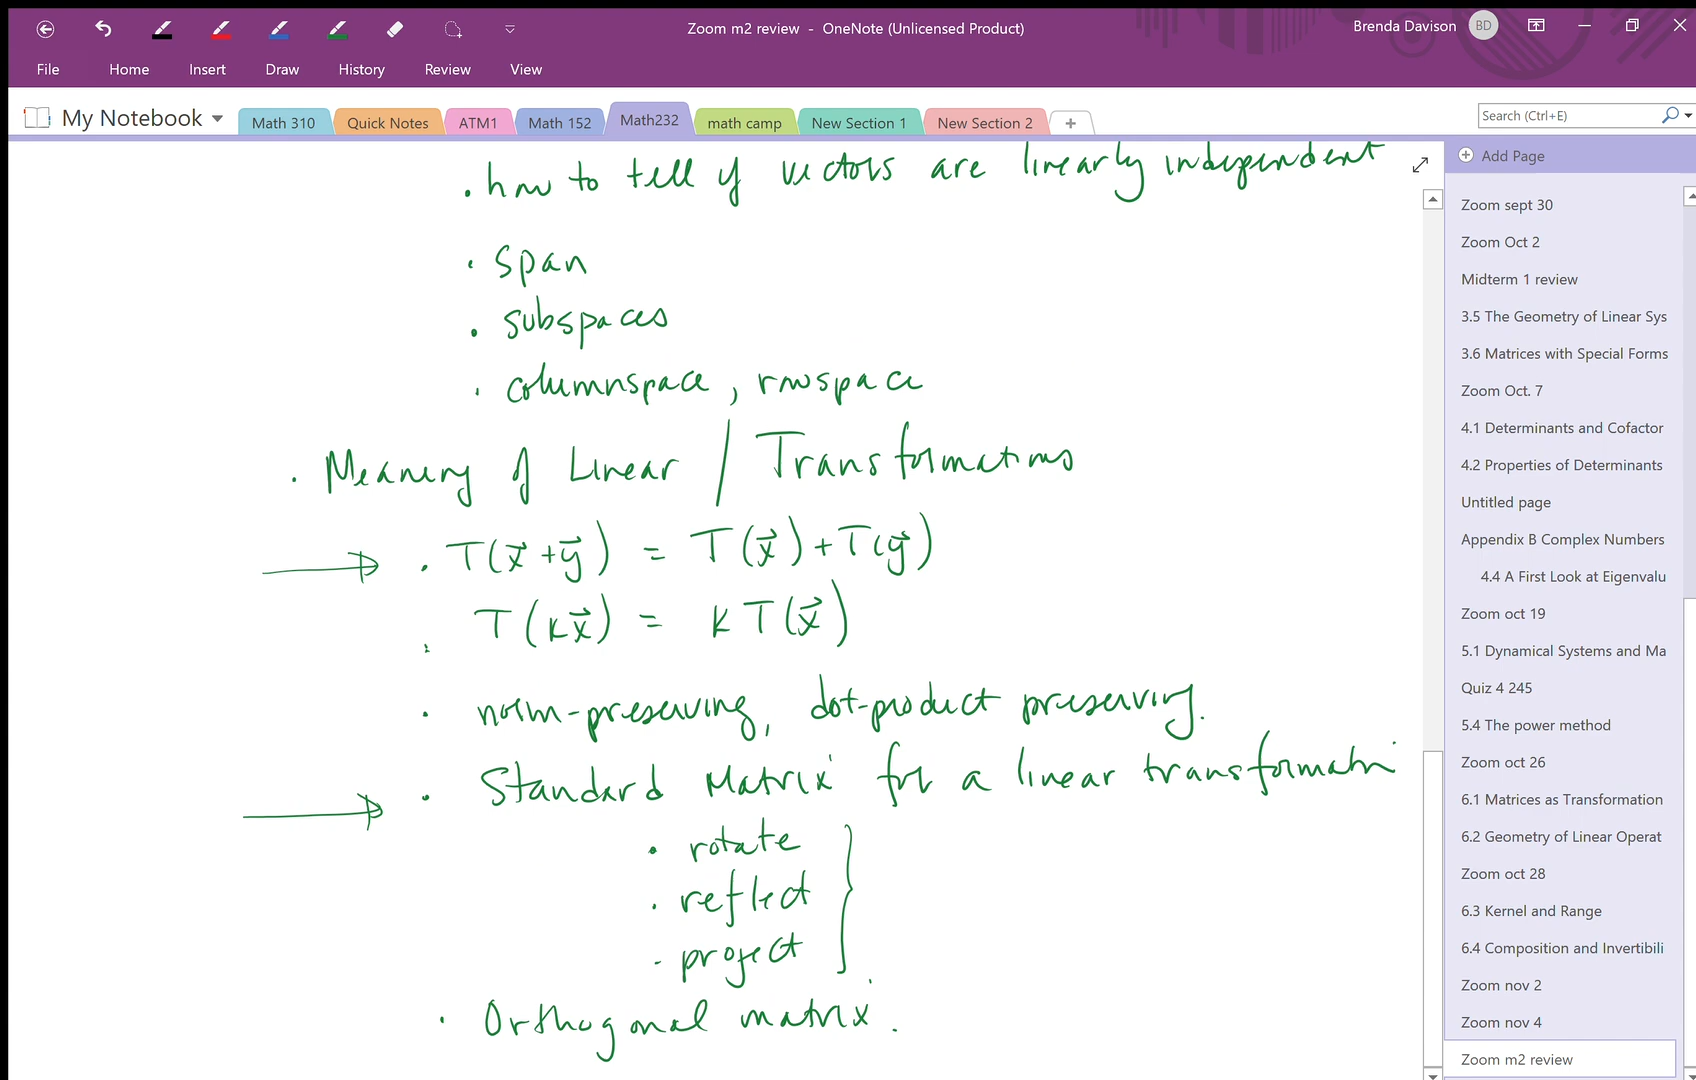 Zoom m2 review - OneNote (Unlicensed Product)
Brenda Davison BD
File Home Insert Draw History Review View
My Notebook
Math 310 Quick Notes ATM1 Math 152 Math232 math camp New Section 1 New Section 2 +
Search (Ctrl+E)
Add Page
. how to tell if vectors are linearly independent
. span
. subspaces
. columnspace, rowspace
. Meaning of Linear / Transformations
. T(x⃗ + y⃗) = T(x⃗) + T(y⃗)
. T(kx⃗) = k T(x⃗)
. norm-preserving, dot-product preserving.
. Standard Matrix for a linear transformatn
. rotate
. reflect
- project
. Orthogonal matrix.
Zoom sept 30
Zoom Oct 2
Midterm 1 review
3.5 The Geometry of Linear Sys
3.6 Matrices with Special Forms
Zoom Oct. 7
4.1 Determinants and Cofactor
4.2 Properties of Determinants
Untitled page
Appendix B Complex Numbers
4.4 A First Look at Eigenvalu
Zoom oct 19
5.1 Dynamical Systems and Ma
Quiz 4 245
5.4 The power method
Zoom oct 26
6.1 Matrices as Transformation
6.2 Geometry of Linear Operat
Zoom oct 28
6.3 Kernel and Range
6.4 Composition and Invertibili
Zoom nov 2
Zoom nov 4
Zoom m2 review